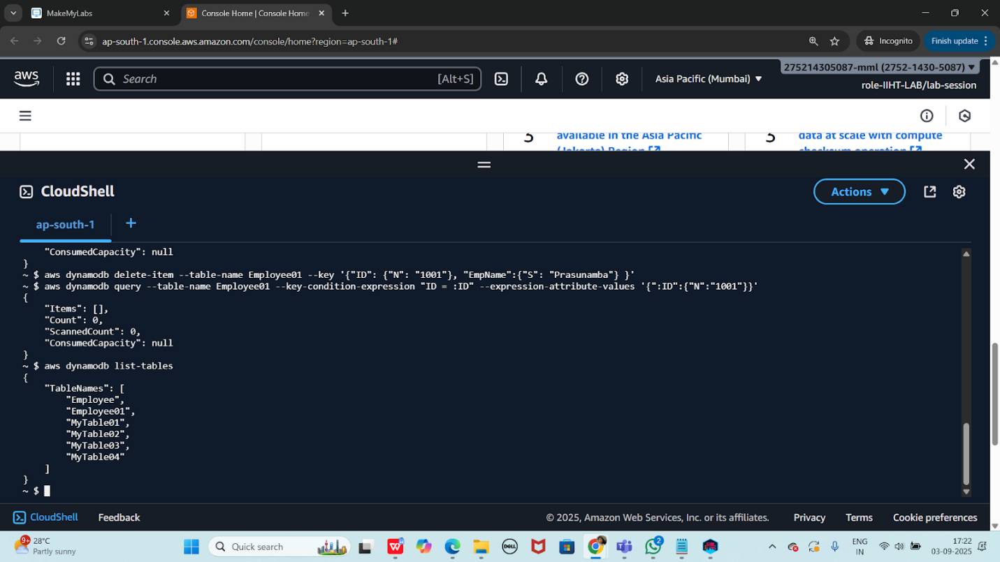 MakeMyLabs
Console Home | Console Home
ap-south-1.console.aws.amazon.com/console/home?region=ap-south-1#
Incognito
Finish update
aws
Search
[Alt+S]
Asia Pacific (Mumbai)
275214305087-mml (2752-1430-5087)
role-IIHT-LAB/lab-session
available in the Asia Pacific
(Jakarta) Region
data at scale with compute
checksum operation
CloudShell
Actions
ap-south-1
"ConsumedCapacity": null
}
~ $ aws dynamodb delete-item --table-name Employee01 --key '{"ID": {"N": "1001"}, "EmpName":{"S": "Prasunamba"} }'
~ $ aws dynamodb query --table-name Employee01 --key-condition-expression "ID = :ID" --expression-attribute-values '{":ID":{"N":"1001"}}'
{
"Items": [],
"Count": 0,
"ScannedCount": 0,
"ConsumedCapacity": null
}
~ $ aws dynamodb list-tables
{
"TableNames": [
"Employee",
"Employee01",
"MyTable01",
"MyTable02",
"MyTable03",
"MyTable04"
]
}
~ $
CloudShell
Feedback
© 2025, Amazon Web Services, Inc. or its affiliates.
Privacy
Terms
Cookie preferences
9+
28°C
Partly sunny
Quick search
W
DELL
2
ENG
IN
17:22
03-09-2025